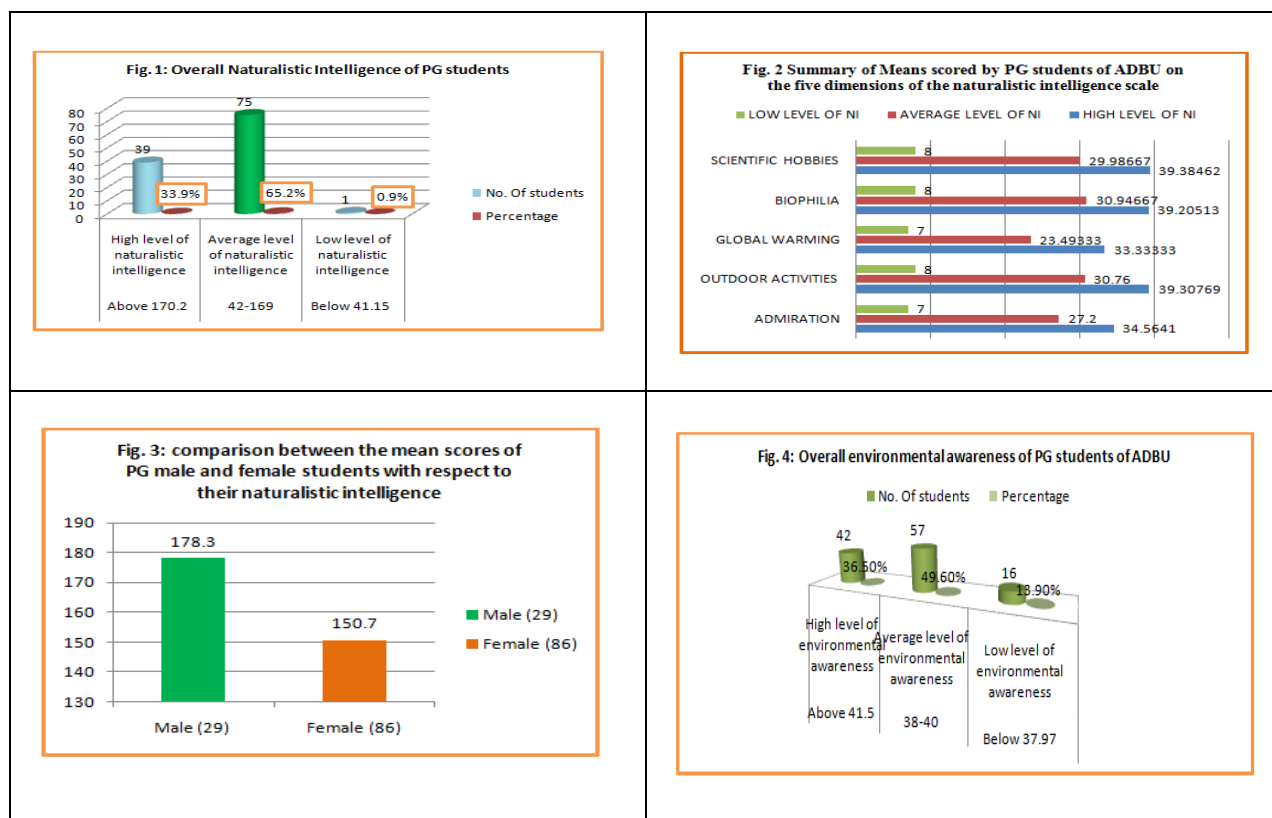 Fig. 1: Overall Naturalistic Intelligence of PG students
80
70
60
50
40
30
20
10
0
39
33.9%
75
65.2%
1
0.9%
No. Of students
Percentage
High level of naturalistic intelligence
Average level of naturalistic intelligence
Low level of naturalistic intelligence
Above 170.2
42-169
Below 41.15
Fig. 2 Summary of Means scored by PG students of ADBU on
the five dimensions of the naturalistic intelligence scale
LOW LEVEL OF NI AVERAGE LEVEL OF NI HIGH LEVEL OF NI
SCIENTIFIC HOBBIES
8
29.98667
39.38462
BIOPHILIA
8
30.94667
39.20513
GLOBAL WARMING
7
23.49333
33.33333
OUTDOOR ACTIVITIES
8
30.76
39.30769
ADMIRATION
7
27.2
34.5641
Fig. 3: comparison between the mean scores of
PG male and female students with respect to
their naturalistic intelligence
190
180
170
160
150
140
130
178.3
150.7
Male (29)
Female (86)
Male (29)
Female (86)
Fig. 4: Overall environmental awareness of PG students of ADBU
No. Of students Percentage
42
36.50%
57
49.60%
16
13.90%
High level of
environmental
awareness
Average level of
environmental
awareness
Low level of
environmental
awareness
Above 41.5
38-40
Below 37.97